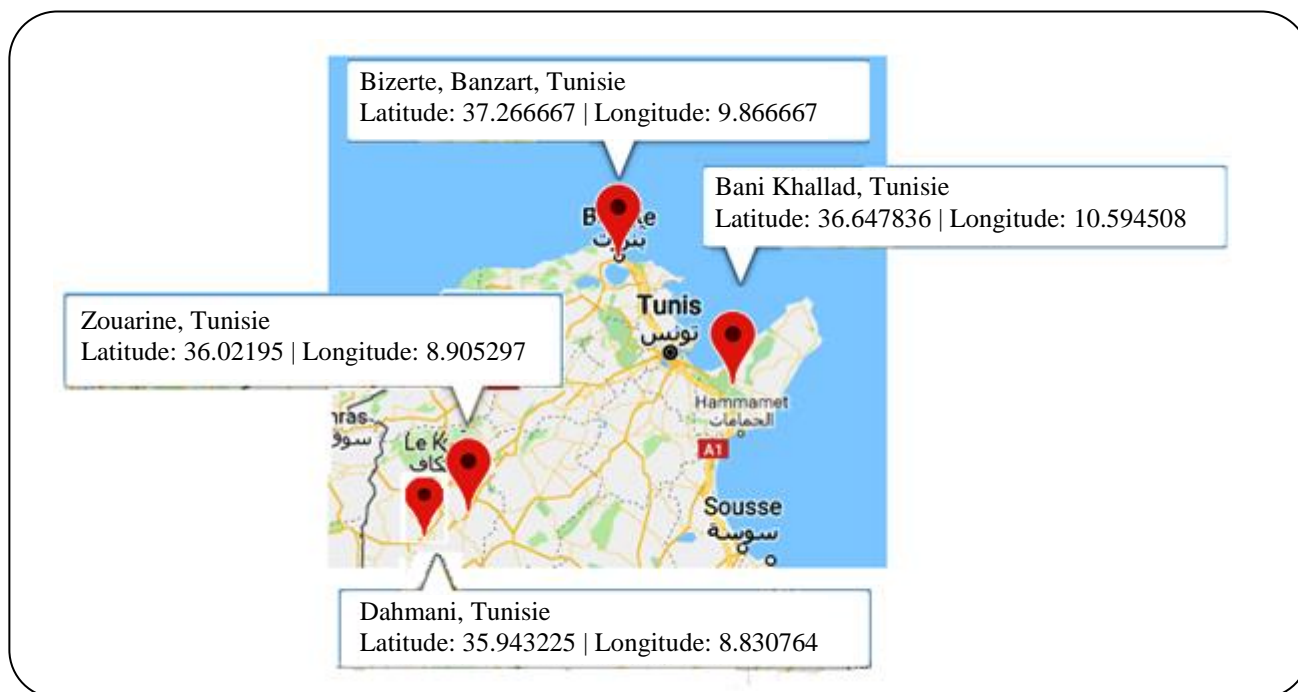 Bizerte, Banzart, Tunisie
Latitude: 37.266667 | Longitude: 9.866667
Bani Khallad, Tunisie
Latitude: 36.647836 | Longitude: 10.594508
بنزرت
Zouarine, Tunisie
Latitude: 36.02195 | Longitude: 8.905297
Tunis
تونس
Hammamet
الحمامات
Le K
A1
Sousse
سوسة
Dahmani, Tunisie
Latitude: 35.943225 | Longitude: 8.830764